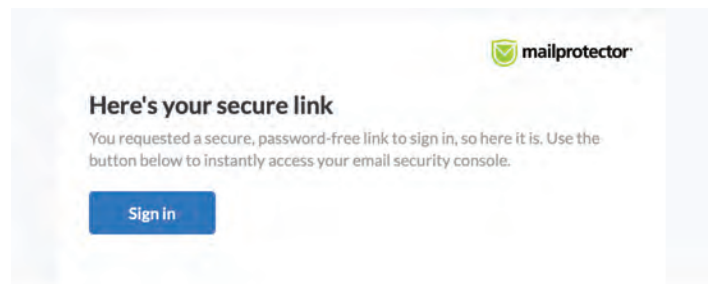 mailprotector
Here's your secure link
You requested a secure, password-free link to sign in, so here it is. Use the
button below to instantly access your email security console.
Sign in